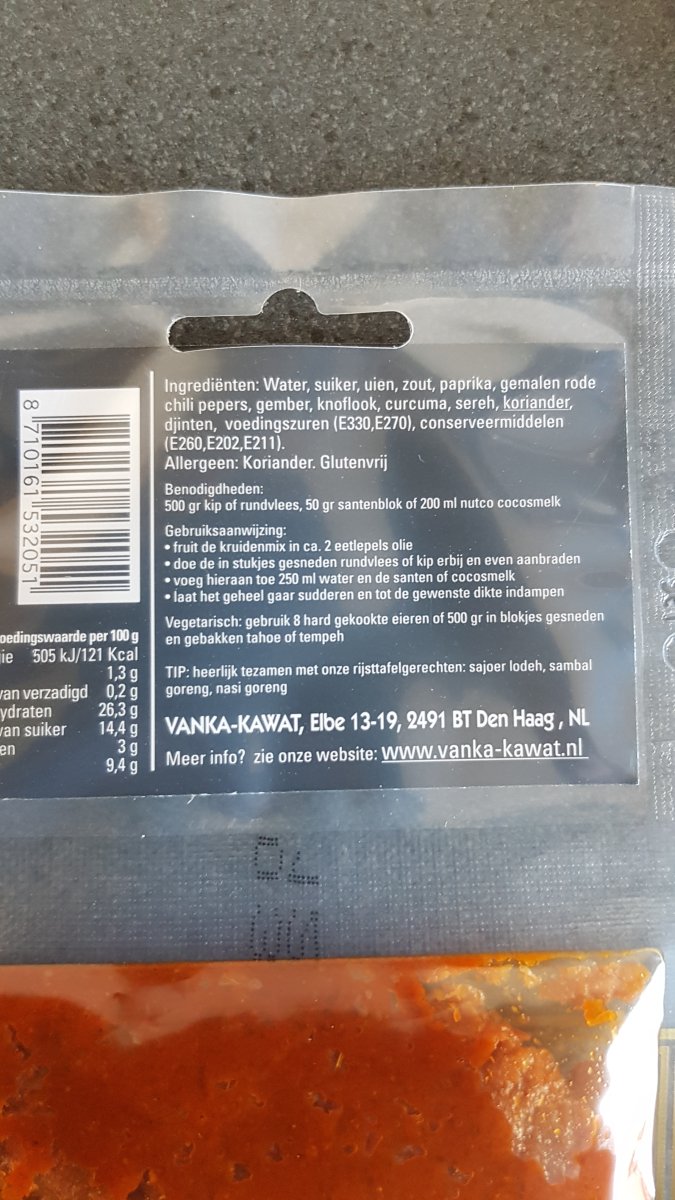 Ingrediënten: Water, suiker, uien, zout, paprika, gemalen rode
chili pepers, gember, knoflook, curcuma, sereh, koriander,
djinten, voedingszuren (E330,E270), conserveermiddelen
(E260,E202,E211).
Allergeen: Koriander. Glutenvrij
Benodigdheden:
500 gr kip of rundvlees, 50 gr santenblok of 200 ml nutco cocosmelk
Gebruiksaanwijzing:
• fruit de kruidenmix in ca. 2 eetlepels olie
• doe de in stukjes gesneden rundvlees of kip erbij en even aanbraden
• voeg hieraan toe 250 ml water en de santen of cocosmelk
• laat het geheel gaar sudderen en tot de gewenste dikte indampen
Vegetarisch: gebruik 8 hard gekookte eieren of 500 gr in blokjes gesneden
en gebakken tahoe of tempeh
TIP: heerlijk tezamen met onze rijsttafelgerechten: sajoer lodeh, sambal
goreng, nasi goreng
VANKA-KAWAT, Elbe 13-19, 2491 BT Den Haag , NL
Meer info? zie onze website: www.vanka-kawat.nl
8 710161 532051
oedingswaarde per 100 g
ie 505 kJ/121 Kcal
1,3 g
van verzadigd 0,2 g
ydraten 26,3 g
van suiker 14,4 g
en 3 g
9,4 g